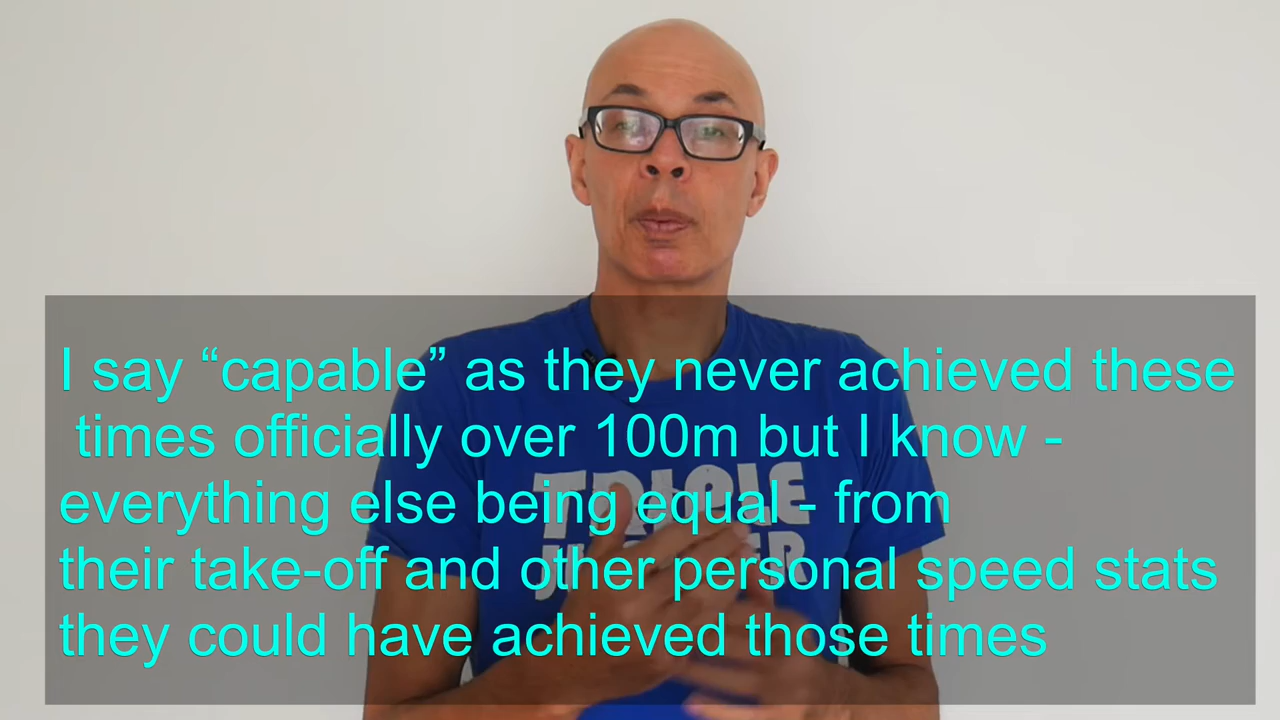 I say “capable” as they never achieved these
times officially over 100m but I know -
everything else being equal - from
their take-off and other personal speed stats
they could have achieved those times
TRIPLE